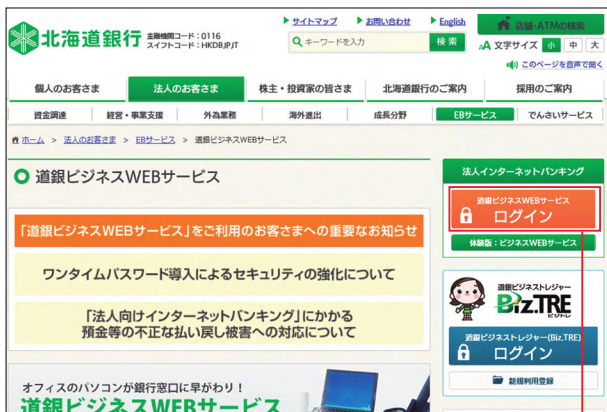 サイトマップ お問い合わせ English 店舗・ATMの検索
北海道銀行 金融機関コード:0116
スイフトコード:HKDBJPJT
キーワードを入力 検索 AA 文字サイズ 小 中 大
このページを音声で聞く
個人のお客さま 法人のお客さま 株主・投資家の皆さま 北海道銀行のご案内 採用のご案内
資金調達 経営・事業支援 外為業務 海外進出 成長分野 EBサービス でんさいサービス
ホーム > 法人のお客さま > EBサービス > 道銀ビジネスWEBサービス
道銀ビジネスWEBサービス
「道銀ビジネスWEBサービス」をご利用のお客さまへの重要なお知らせ
ワンタイムパスワード導入によるセキュリティの強化について
「法人向けインターネットバンキング」にかかる
預金等の不正な払い戻し被害への対応について
オフィスのパソコンが銀行窓口に早がわり!
道銀ビジネスWEBサービス
法人インターネットバンキング
道銀ビジネスWEBサービス
ログイン
体験版:ビジネスWEBサービス
道銀ビジネストレジャー
Biz.TRE
ビジトレ
道銀ビジネストレジャー(Biz.TRE)
ログイン
新規利用登録